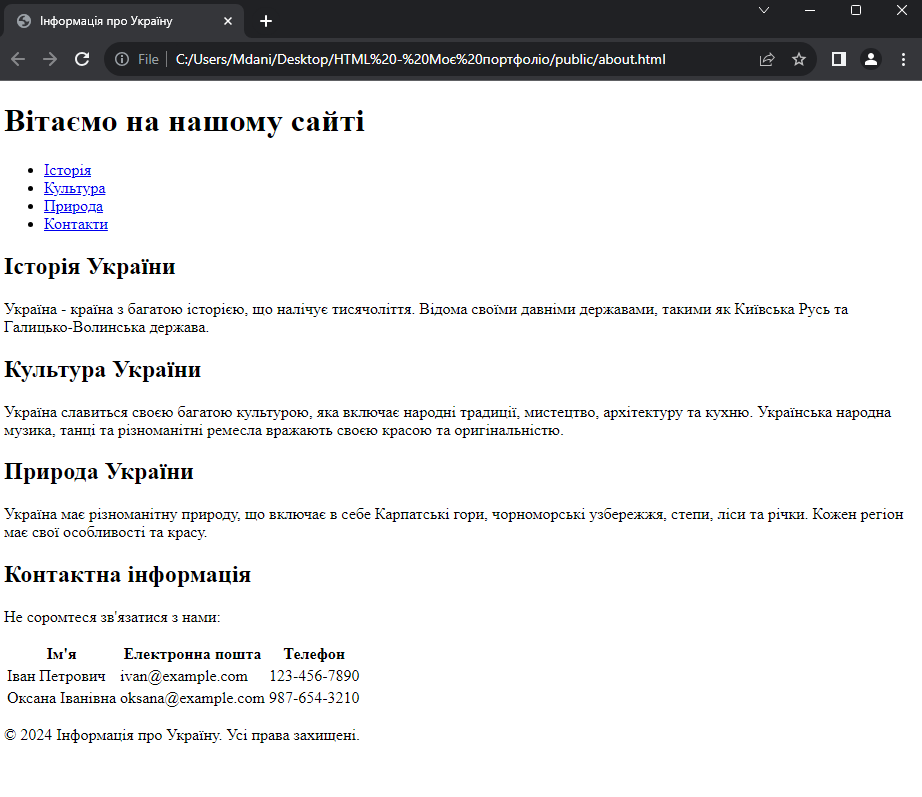 Інформація про Україну
File
C:/Users/Mdani/Desktop/HTML%20-%20Моє%20портфоліо/public/about.html
Вітаємо на нашому сайті
Історія
Культура
Природа
Контакти
Історія України
Україна - країна з багатою історією, що налічує тисячоліття. Відома своїми давніми державами, такими як Київська Русь та
Галицько-Волинська держава.
Культура України
Україна славиться своєю багатою культурою, яка включає народні традиції, мистецтво, архітектуру та кухню. Українська народна
музика, танці та різноманітні ремесла вражають своєю красою та оригінальністю.
Природа України
Україна має різноманітну природу, що включає в себе Карпатські гори, чорноморські узбережжя, степи, ліси та річки. Кожен регіон
має свої особливості та красу.
Контактна інформація
Не соромтеся зв'язатися з нами:
Ім'я Електронна пошта Телефон
Іван Петрович ivan@example.com 123-456-7890
Оксана Іванівна oksana@example.com 987-654-3210
© 2024 Інформація про Україну. Усі права захищені.